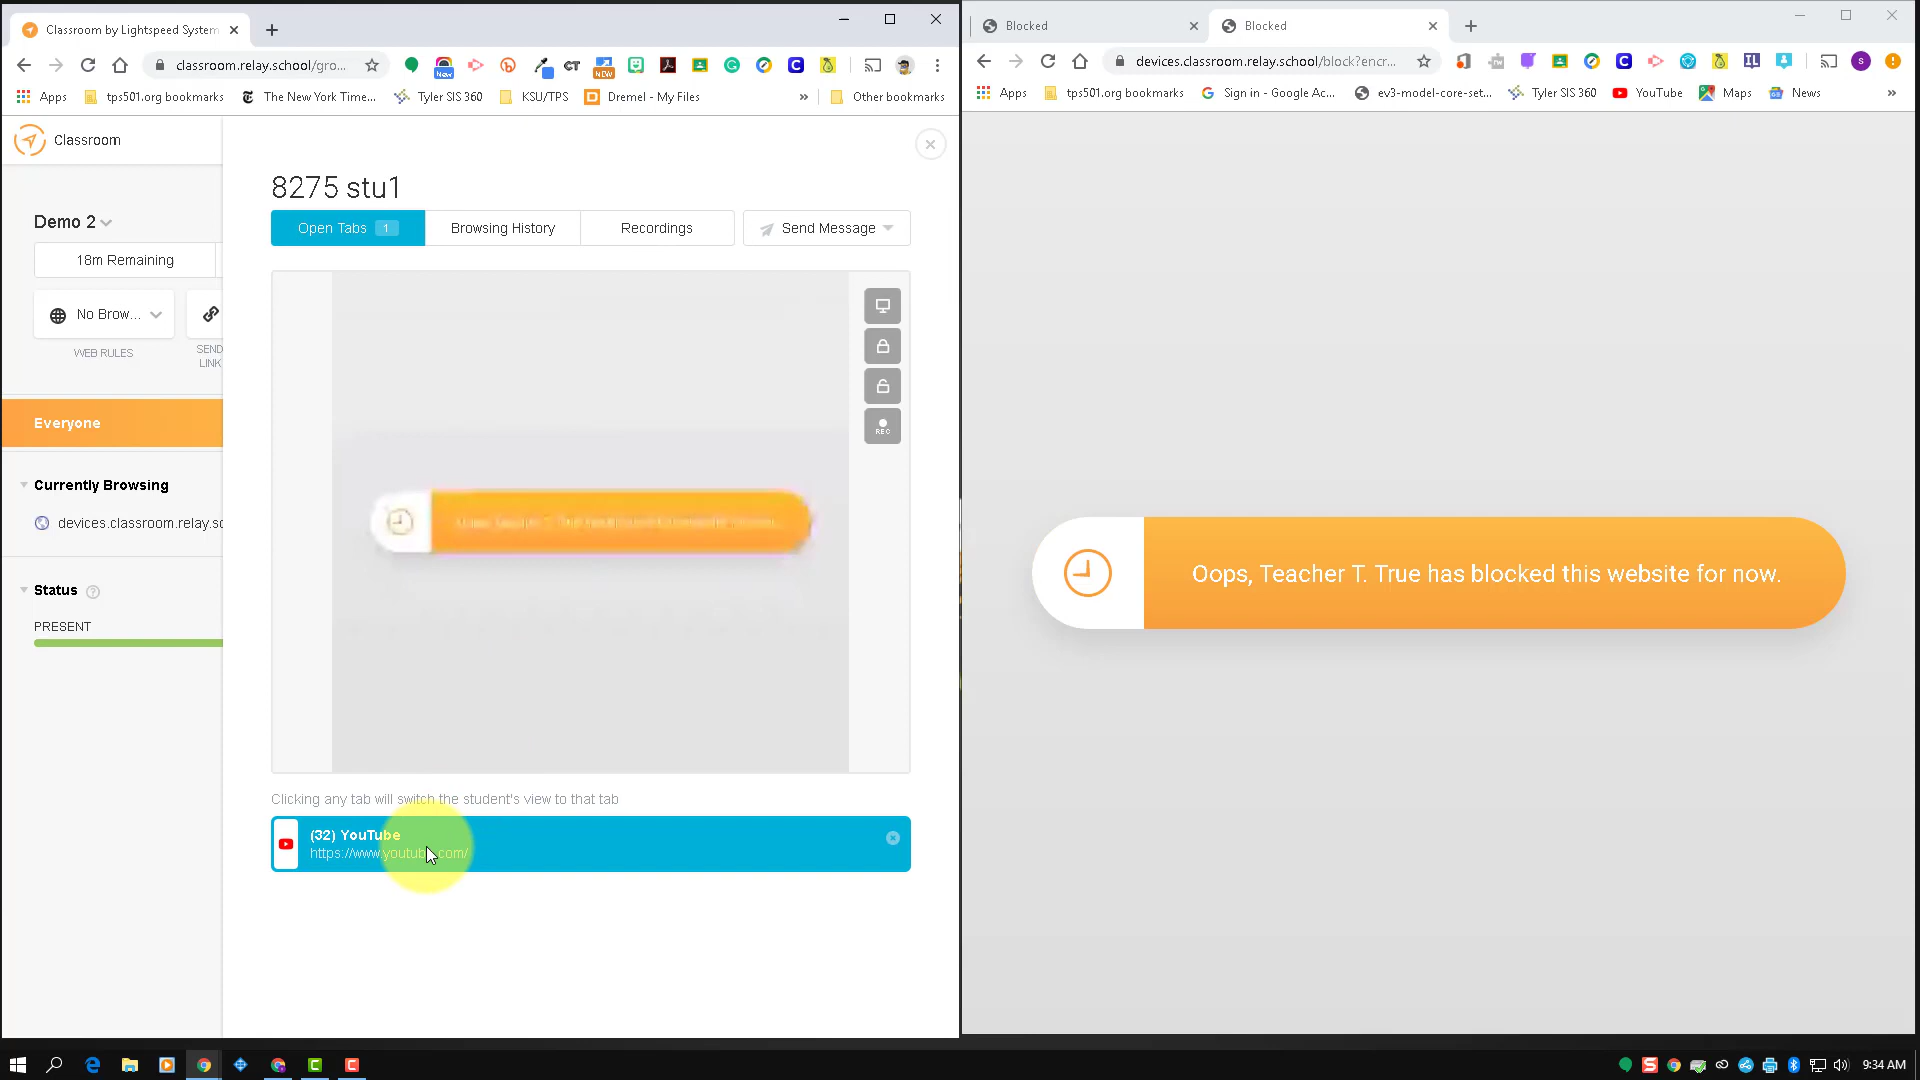 Classroom by Lightspeed System
classroom.relay.school/gro...
New
NEW
Apps
tps501.org bookmarks
The New York Time...
Tyler SIS 360
KSU/TPS
Dremel - My Files
»
Other bookmarks
Classroom
Demo 2
18m Remaining
No Brow...
WEB RULES
SEND
LINK
Everyone
Currently Browsing
devices.classroom.relay.sc
Status
PRESENT
8275 stu1
Open Tabs 1
Browsing History
Recordings
Send Message
REC
Clicking any tab will switch the student's view to that tab
(32) YouTube
https://www.youtube.com/
Blocked
Blocked
devices.classroom.relay.school/block?encr...
Apps
tps501.org bookmarks
Sign in - Google Ac...
ev3-model-core-set...
Tyler SIS 360
YouTube
Maps
News
»
Oops, Teacher T. True has blocked this website for now.
9:34 AM